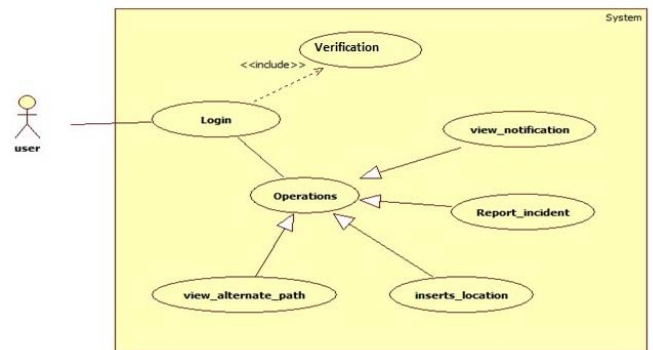 System
Verification
<<include>>
Login
user
view_notification
Operations
Report_incident
view_alternate_path
inserts_location